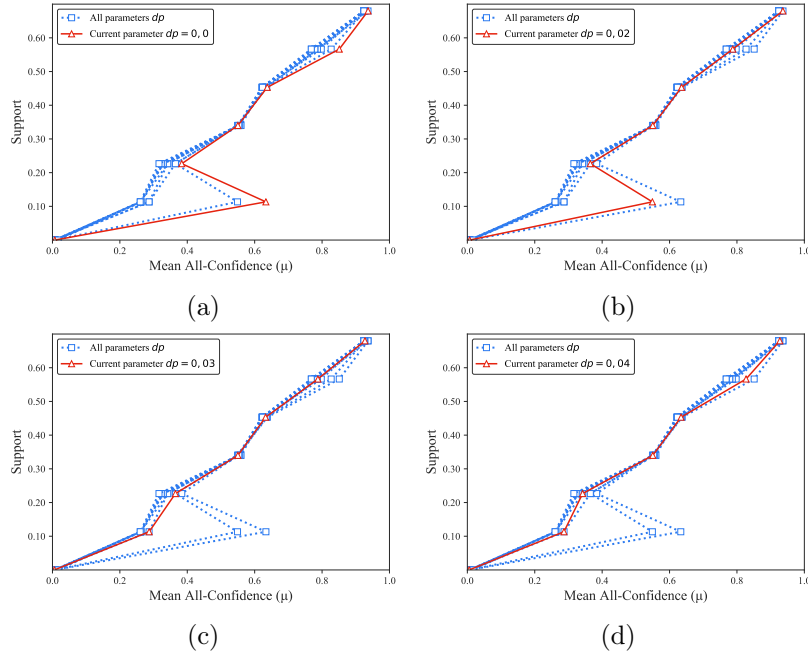 All parameters dp
Current parameter dp = 0, 0
0.60
0.50
0.40
0.30
0.20
0.10
Support
0.0
0.2
0.4
0.6
0.8
1.0
Mean All-Confidence (μ)
(a)
All parameters dp
Current parameter dp = 0, 02
0.60
0.50
0.40
0.30
0.20
0.10
Support
0.0
0.2
0.4
0.6
0.8
1.0
Mean All-Confidence (μ)
(b)
All parameters dp
Current parameter dp = 0, 03
0.60
0.50
0.40
0.30
0.20
0.10
Support
0.0
0.2
0.4
0.6
0.8
1.0
Mean All-Confidence (μ)
(c)
All parameters dp
Current parameter dp = 0, 04
0.60
0.50
0.40
0.30
0.20
0.10
Support
0.0
0.2
0.4
0.6
0.8
1.0
Mean All-Confidence (μ)
(d)